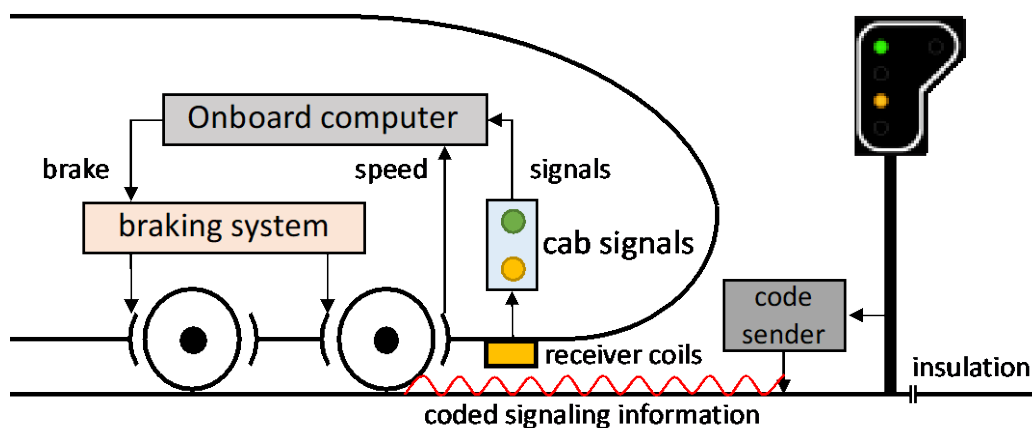 Onboard computer
brake
speed
signals
braking system
cab signals
code
sender
receiver coils
insulation
coded signaling information